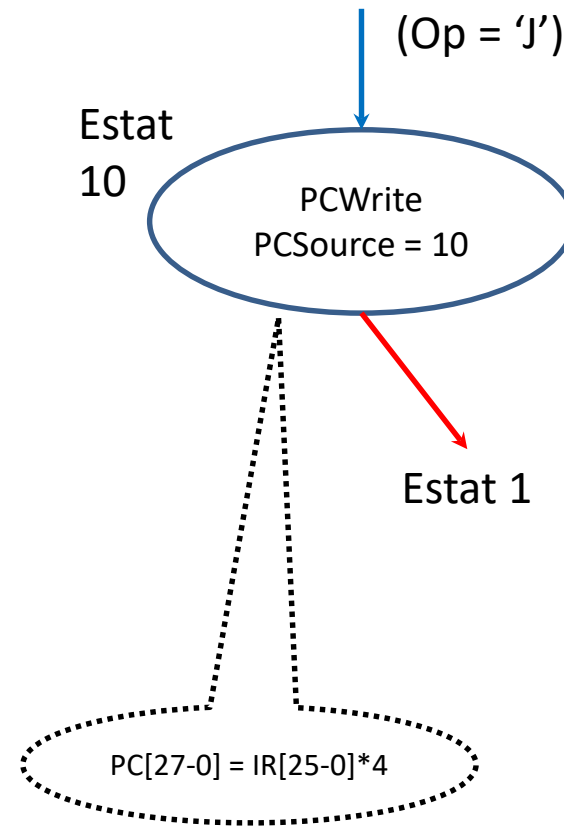 (Op = ‘J’)
Estat
10
PCWrite
PCSource = 10
Estat 1
PC[27-0] = IR[25-0]*4